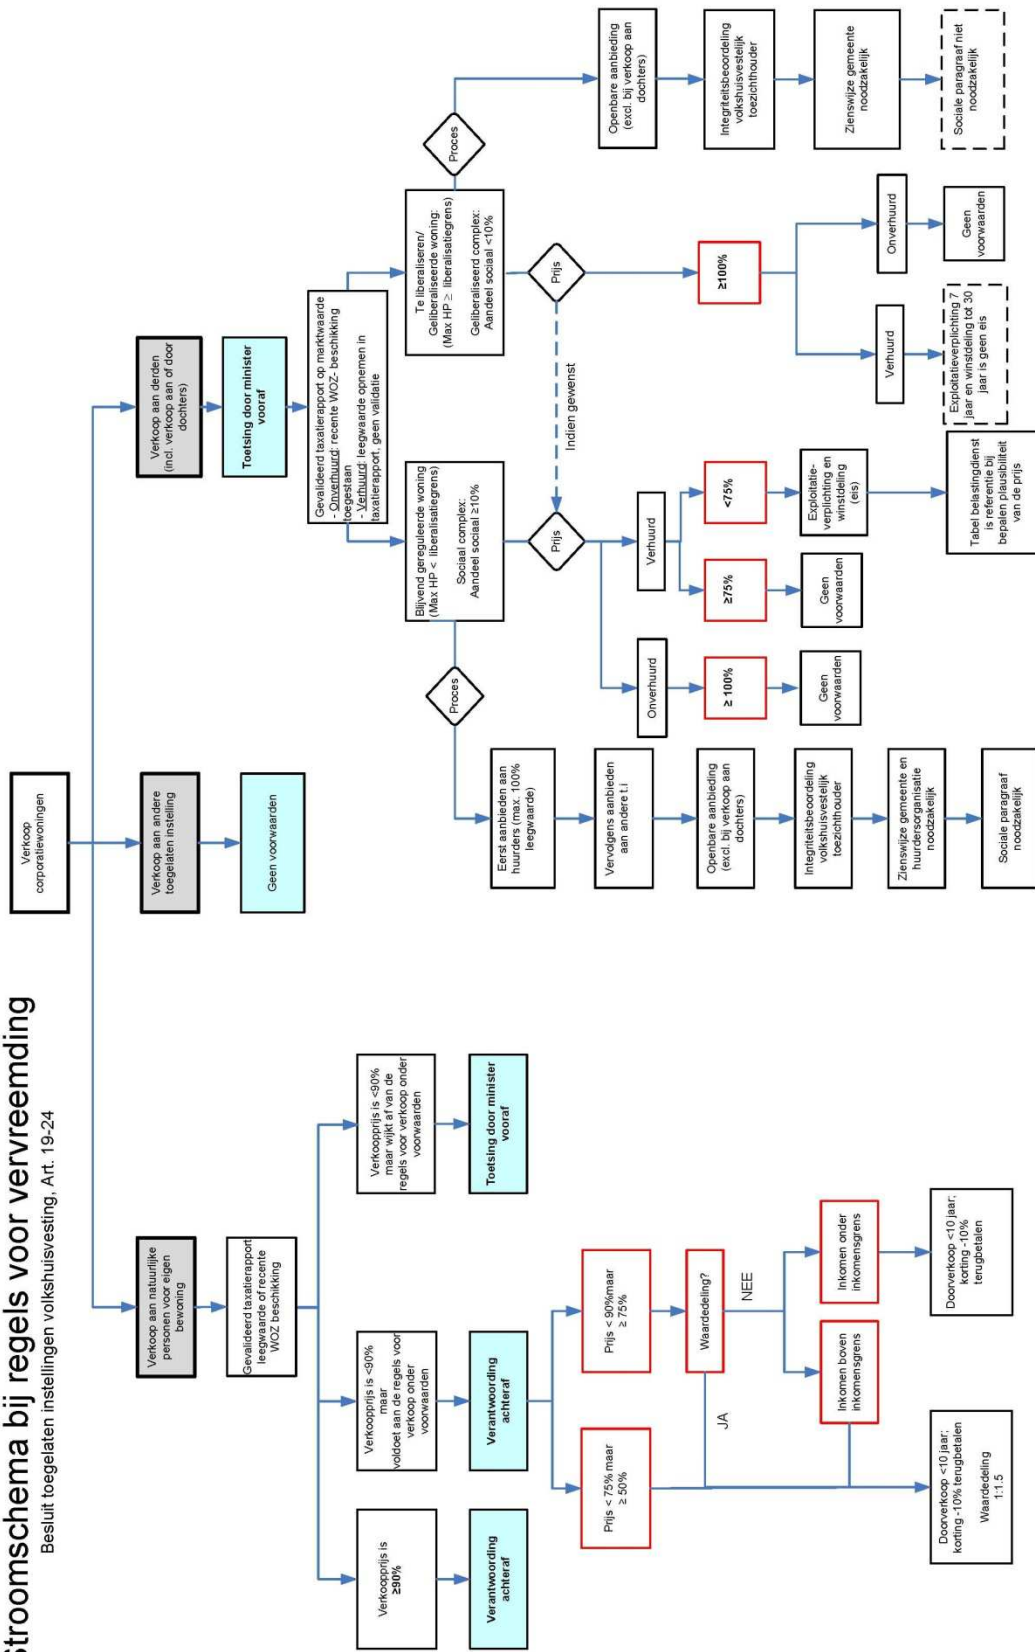 Stroomschema bij regels voor vervreemding
Besluit toegelaten instellingen volkshuisvesting, Art. 19-24
Verkoop
corporatiewoningen
Verkoop aan natuurlijke
personen voor eigen
bewoning
Gevalideerd taxatierapport
leegwaarde of recente
WOZ beschikking
Verkoopprijs is
≥90%
Verantwoording
achteraf
Verkoopprijs is <90%
maar
voldoet aan de regels voor
verkoop onder
voorwaarden
Verantwoording
achteraf
Verkoopprijs is <90%
maar wijkt af van de
regels voor verkoop onder
voorwaarden
Toetsing door minister
vooraf
Prijs < 75% maar
≥ 50%
Prijs < 90%maar
≥ 75%
Waardedeling?
JA
NEE
Inkomen boven
inkomensgrens
Inkomen onder
inkomensgrens
Doorverkoop <10 jaar;
korting -10% terugbetalen
Waardedeling
1:1.5
Doorverkoop <10 jaar;
korting -10%
terugbetalen
Verkoop aan andere
toegelaten instelling
Geen voorwaarden
Verkoop aan derden
(incl. verkoop aan of door
dochters)
Toetsing door minister
vooraf
Gevalideerd taxatierapport op marktwaarde
- Onverhuurd: recente WOZ- beschikking
toegestaan
- Verhuurd: leegwaarde opnemen in
taxatierapport, geen validatie
Blijvend gereguleerde woning
(Max HP < liberalisatiegrens)
Sociaal complex:
Aandeel sociaal ≥10%
Te liberaliseren/
Geliberaliseerde woning:
(Max HP ≥ liberalisatiegrens)
Geliberaliseerd complex:
Aandeel sociaal <10%
Proces
Eerst aanbieden aan
huurders (max. 100%
leegwaarde)
Vervolgens aanbieden
aan andere t.i
Openbare aanbieding
(excl. bij verkoop aan
dochters)
Integriteitsbeoordeling
volkshuisvestelijk
toezichthouder
Zienswijze gemeente en
huurdersorganisatie
noodzakelijk
Sociale paragraaf
noodzakelijk
Prijs
Indien gewenst
Onverhuurd
≥ 100%
Geen
voorwaarden
Verhuurd
≥75%
Geen
voorwaarden
<75%
Exploitatie-
verplichting en
winstdeling
(eis)
Tabel belastingdienst
is referentie bij
bepalen plausibiliteit
van de prijs
Prijs
≥100%
Verhuurd
Exploitatieverplichting 7
jaar en winstdeling tot 30
jaar is geen eis
Onverhuurd
Geen
voorwaarden
Proces
Openbare aanbieding
(excl. bij verkoop aan
dochters)
Integriteitsbeoordeling
volkshuisvestelijk
toezichthouder
Zienswijze gemeente
noodzakelijk
Sociale paragraaf niet
noodzakelijk